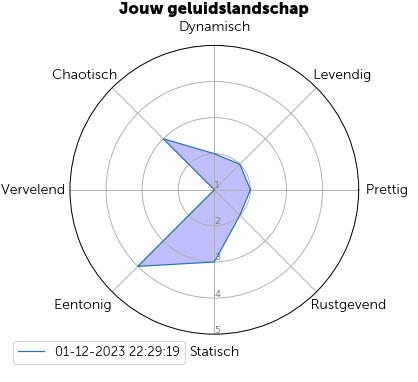 Jouw geluidslandschap
Dynamisch
Chaotisch
Levendig
Vervelend
1
Prettig
2
3
4
Eentonig
Rustgevend
5
01-12-2023 22:29:19
Statisch